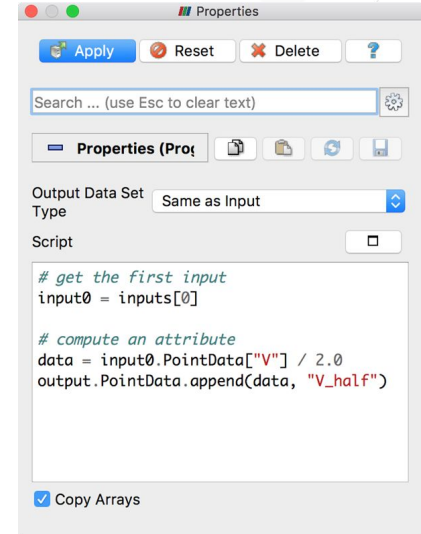 Properties
Apply
Reset
Delete
?
Search ... (use Esc to clear text)
Properties (Prog
Output Data Set
Type
Same as Input
Script
# get the first input
input0 = inputs[0]
# compute an attribute
data = input0.PointData["V"] / 2.0
output.PointData.append(data, "V_half")
Copy Arrays